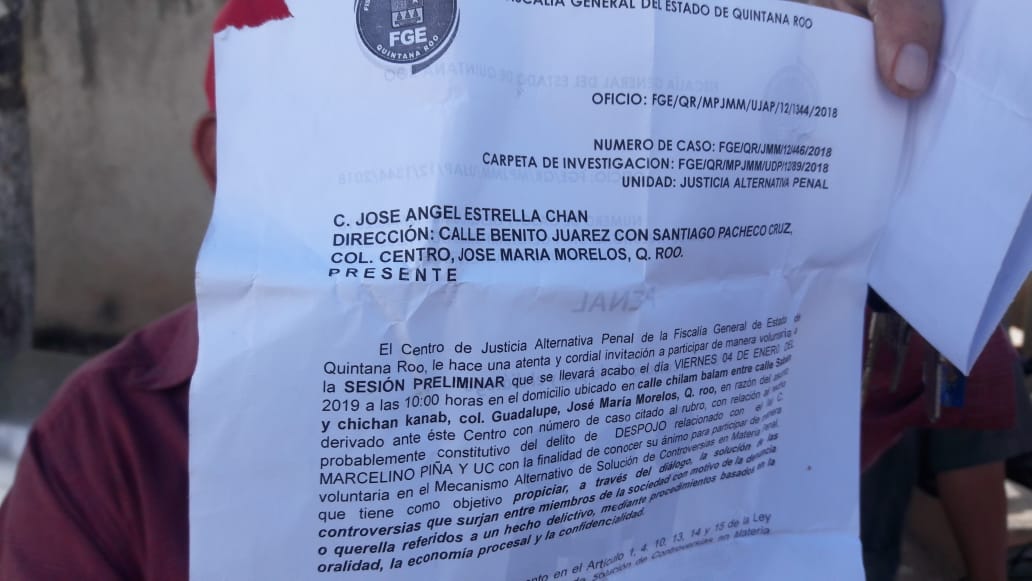 FISCALÍA GENERAL DEL ESTADO DE QUINTANA ROO
FGE
QUINTANA ROO
OFICIO: FGE/QR/MPJMM/UJAP/12/1344/2018
NUMERO DE CASO: FGE/QR/JMM/12/446/2018
CARPETA DE INVESTIGACION: FGE/QR/MPJMM/UDP/12/89/2018
UNIDAD: JUSTICIA ALTERNATIVA PENAL
C. JOSE ANGEL ESTRELLA CHAN
DIRECCIÓN: CALLE BENITO JUAREZ CON SANTIAGO PACHECO CRUZ,
COL. CENTRO, JOSE MARIA MORELOS, Q. ROO.
PRESENTE
El Centro de Justicia Alternativa Penal de la Fiscalía General de Estado de
Quintana Roo, le hace una atenta y cordial invitación a participar de manera voluntaria, a
la SESIÓN PRELIMINAR que se llevará acabo el día VIERNES 04 DE ENERO DEL
2019 a las 10:00 horas en el domicilio ubicado en calle chilam balam entre calle
y chichan kanab, col. Guadalupe, José María Morelos, Q. roo, en razón del asunto
derivado ante éste Centro con número de caso citado al rubro, con relación al hecho
probablemente constitutivo del delito de DESPOJO relacionado con el C.
MARCELINO PIÑA Y UC con la finalidad de conocer su ánimo para participar de manera
voluntaria en el Mecanismo Alternativo de Solución de Controversias en Materia Penal,
que tiene como objetivo propiciar, a través del diálogo, la solución de las
controversias que surjan entre miembros de la sociedad con motivo de la denuncia
o querella referidos a un hecho delictivo, mediante procedimientos basados en la
oralidad, la economía procesal y la confidencialidad.
en el Artículo 1, 4, 10, 13, 14 y 15 de la Ley
de Solución de Controversias en Materia